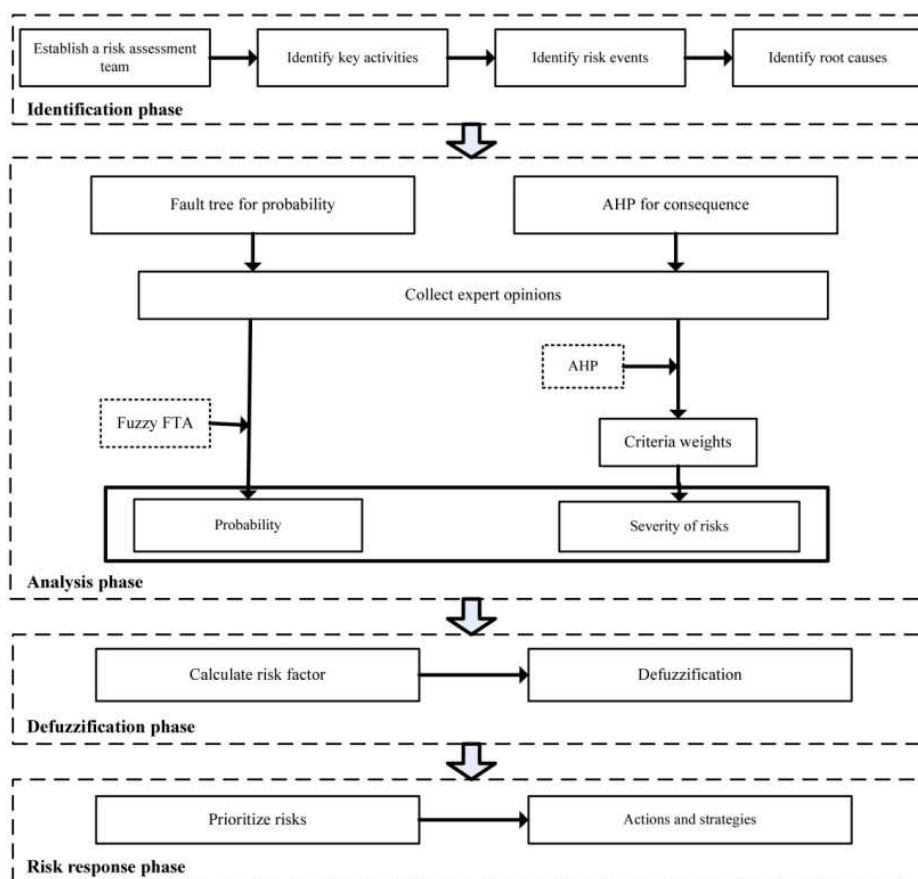 Establish a risk assessment
team
Identify key activities
Identify risk events
Identify root causes
Identification phase
Fault tree for probability
AHP for consequence
Collect expert opinions
AHP
Fuzzy FTA
Criteria weights
Probability
Severity of risks
Analysis phase
Calculate risk factor
Defuzzification
Defuzzification phase
Prioritize risks
Actions and strategies
Risk response phase